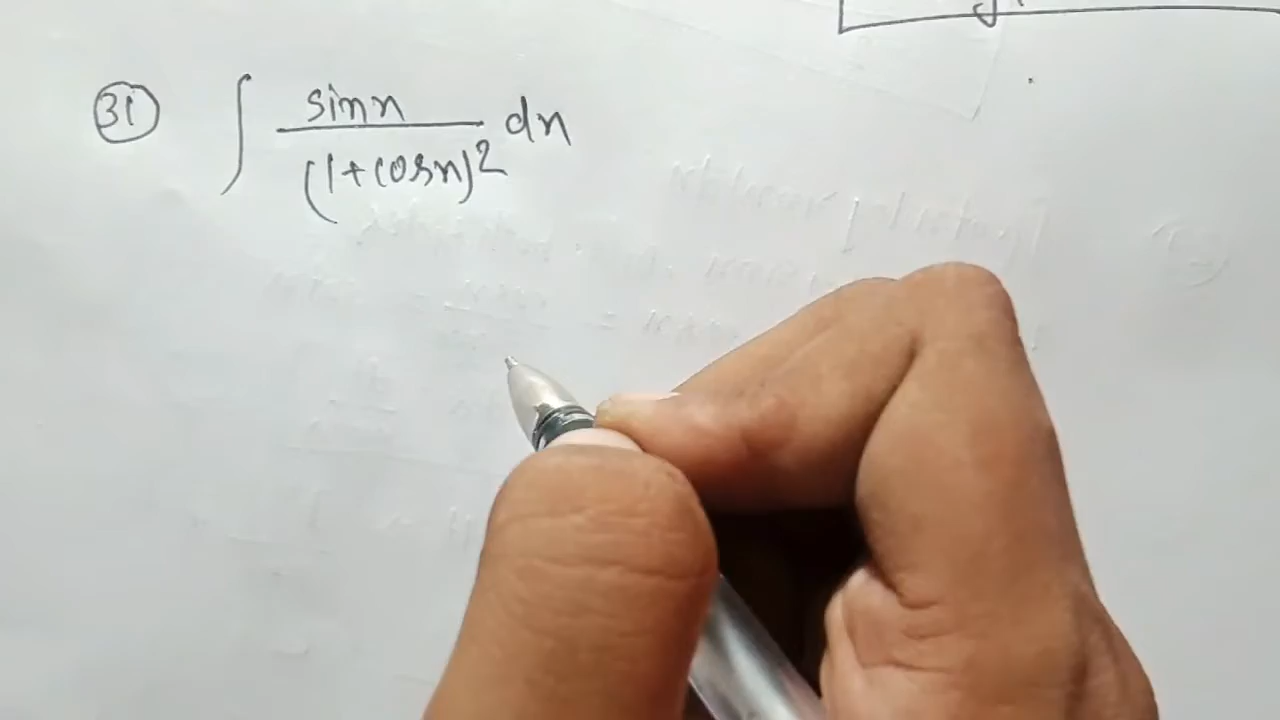 31 ∫ sinx / (1+cosx)² dx